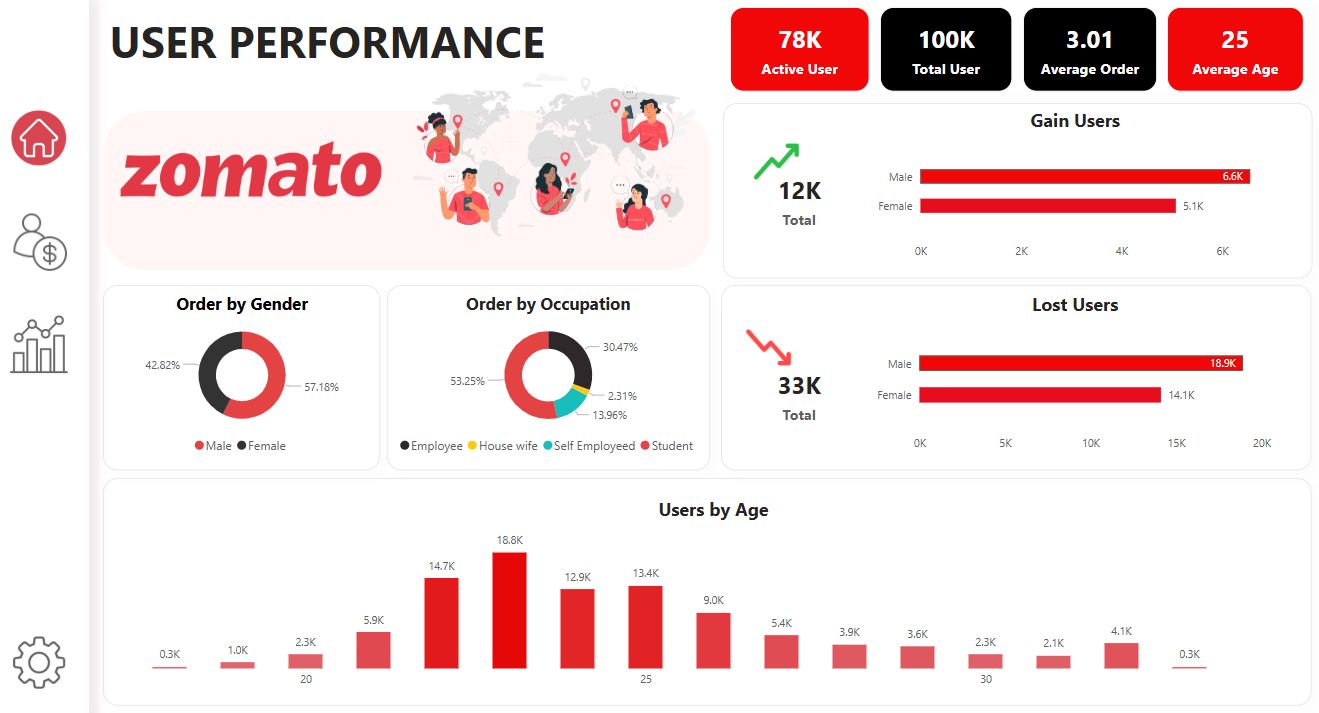 USER PERFORMANCE
78K
Active User
100K
Total User
3.01
Average Order
25
Average Age
zomato
Gain Users
12K
Total
Male
6.6K
Female
5.1K
0K 2K 4K 6K
Order by Gender
42.82%
57.18%
Male Female
Order by Occupation
30.47%
53.25%
2.31%
13.96%
Employee House wife Self Employeed Student
Lost Users
33K
Total
Male
18.9K
Female
14.1K
0K 5K 10K 15K 20K
Users by Age
0.3K 1.0K 2.3K 5.9K 14.7K 18.8K 12.9K 13.4K 9.0K 5.4K 3.9K 3.6K 2.3K 2.1K 4.1K 0.3K
20 25 30